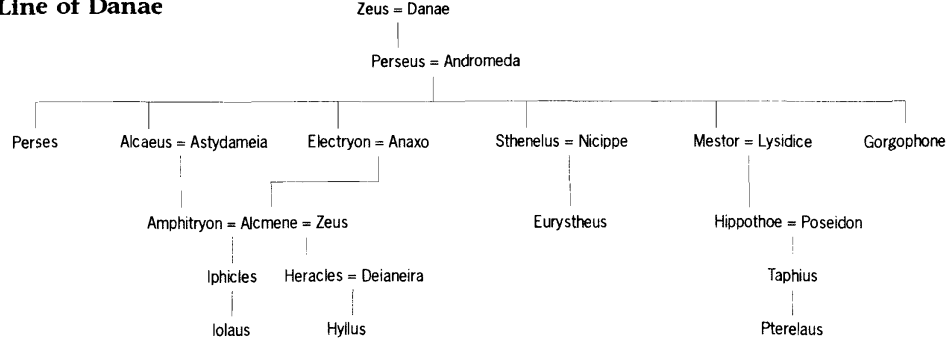 Line of Danae
Zeus = Danae
Perseus = Andromeda
Perses Alcaeus = Astydameia Electryon = Anaxo Sthenelus = Nicippe Mestor = Lysidice Gorgophone
Amphitryon = Alcmene = Zeus Eurystheus Hippothoe = Poseidon
Iphicles Heracles = Deianeira Taphius
Iolaus Hyllus Pterelaus